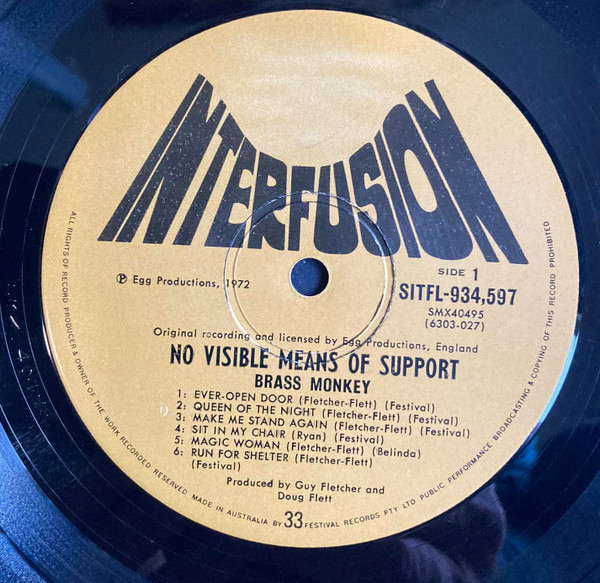 INTERFUSION
SIDE 1
℗ Egg Productions, 1972
SITFL-934,597
SMX40495
(6303-027)
Original recording and licensed by Egg Productions, England
NO VISIBLE MEANS OF SUPPORT
BRASS MONKEY
1: EVER-OPEN DOOR (Fletcher-Flett) (Festival)
2: QUEEN OF THE NIGHT (Fletcher-Flett) (Festival)
3: MAKE ME STAND AGAIN (Fletcher-Flett) (Festival)
4: SIT IN MY CHAIR (Ryan) (Festival)
5: MAGIC WOMAN (Fletcher-Flett) (Belinda)
6: RUN FOR SHELTER (Fletcher-Flett)
(Festival)
Produced by Guy Fletcher and
Doug Flett
ALL RIGHTS OF RECORD PRODUCER & OWNER OF THE WORK RECORDED RESERVED. MADE IN AUSTRALIA BY 33 FESTIVAL RECORDS PTY LTD PUBLIC PERFORMANCE BROADCASTING & COPYING OF THIS RECORD PROHIBITED